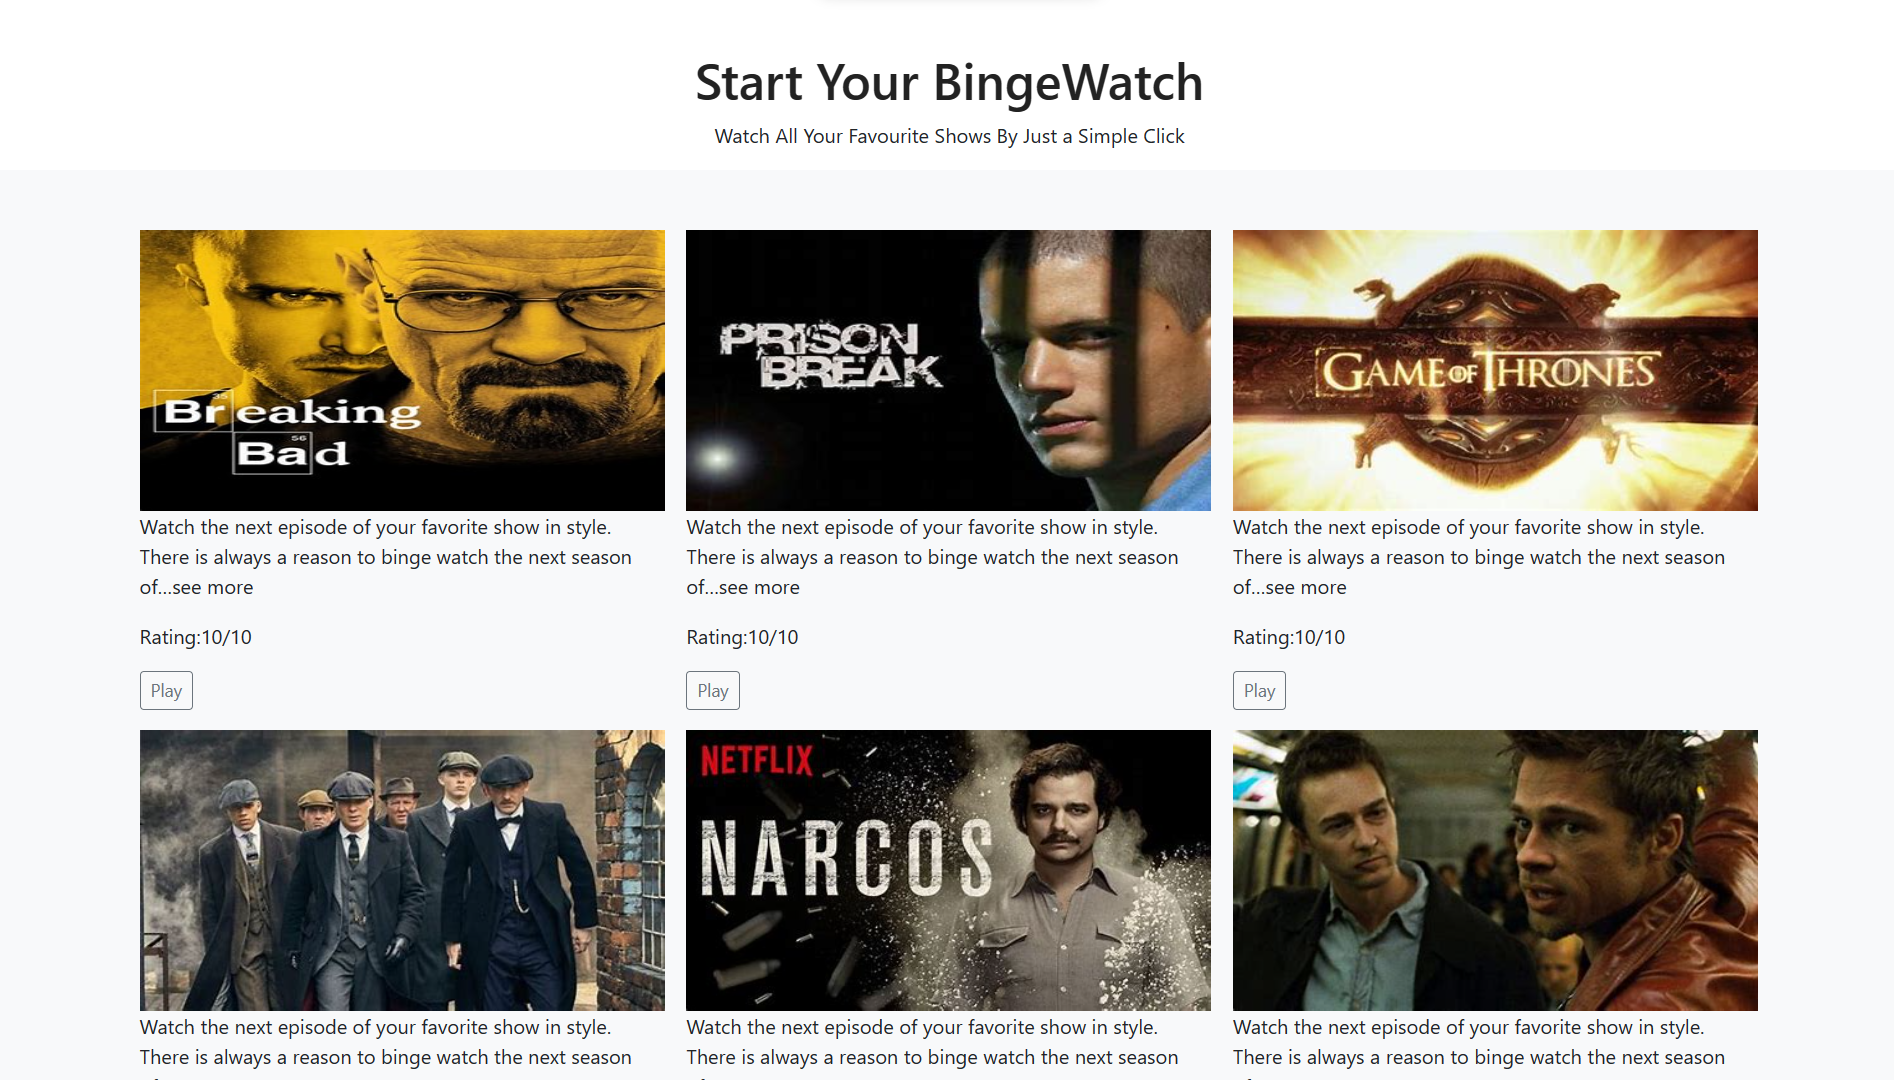 Start Your BingeWatch
Watch All Your Favourite Shows By Just a Simple Click
35
Breaking
56
Bad
PRISON
BREAK
GAME OF THRONES
Watch the next episode of your favorite show in style.
There is always a reason to binge watch the next season
of...see more
Rating:10/10
Play
Watch the next episode of your favorite show in style.
There is always a reason to binge watch the next season
of...see more
Rating:10/10
Play
Watch the next episode of your favorite show in style.
There is always a reason to binge watch the next season
of...see more
Rating:10/10
Play
NETFLIX
NARCOS
Watch the next episode of your favorite show in style.
There is always a reason to binge watch the next season
Watch the next episode of your favorite show in style.
There is always a reason to binge watch the next season
Watch the next episode of your favorite show in style.
There is always a reason to binge watch the next season